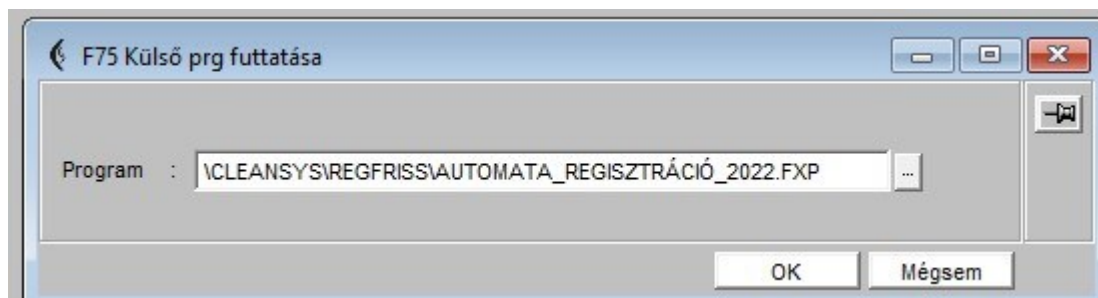 F75 Külső prg futtatása
Program : \CLEANSYS\REGFRISS\AUTOMATA_REGISZTRÁCIÓ_2022.FXP ...
OK Mégsem